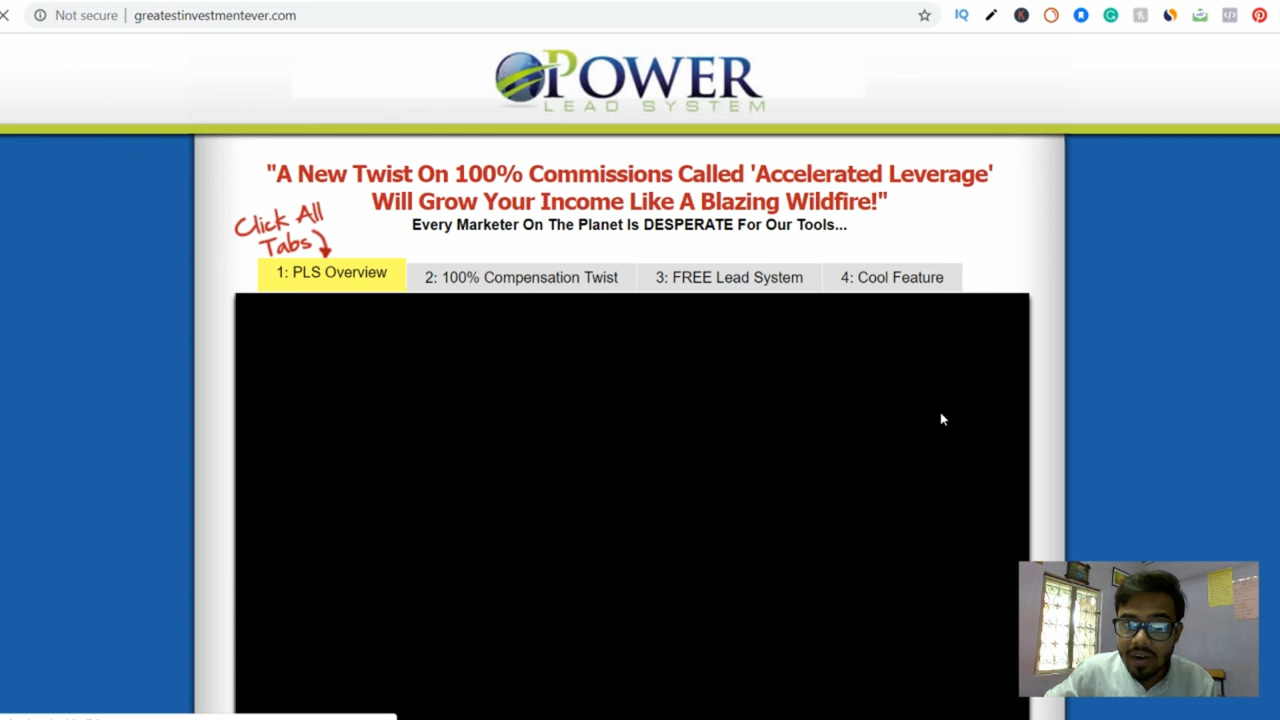 Not secure
greatestinvestmentever.com
IQ
POWER
LEAD SYSTEM
"A New Twist On 100% Commissions Called 'Accelerated Leverage'
Will Grow Your Income Like A Blazing Wildfire!"
Every Marketer On The Planet Is DESPERATE For Our Tools...
Click All
Tabs
1: PLS Overview
2: 100% Compensation Twist
3: FREE Lead System
4: Cool Feature